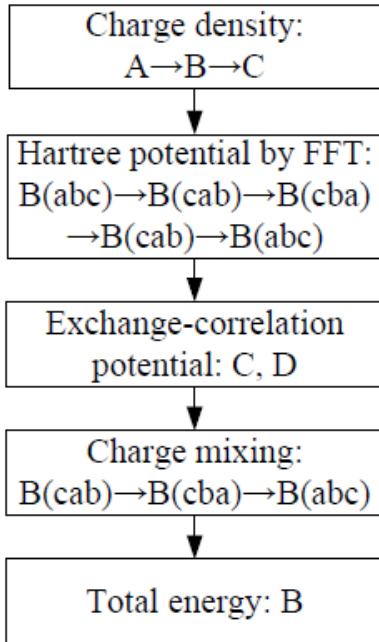 Charge density:
A→B→C
Hartree potential by FFT:
B(abc)→B(cab)→B(cba)
→B(cab)→B(abc)
Exchange-correlation
potential: C, D
Charge mixing:
B(cab)→B(cba)→B(abc)
Total energy: B